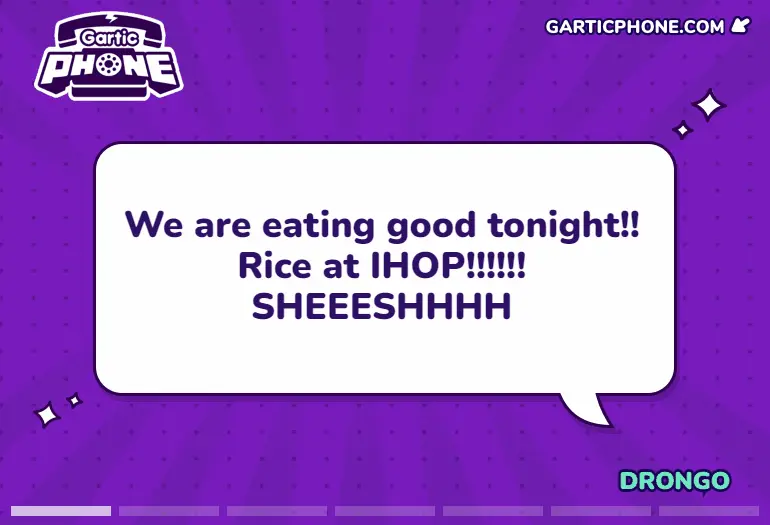 Gartic
PHONE
GARTICPHONE.COM
We are eating good tonight!!
Rice at IHOP!!!!!!
SHEEESHHHH
DRONGO